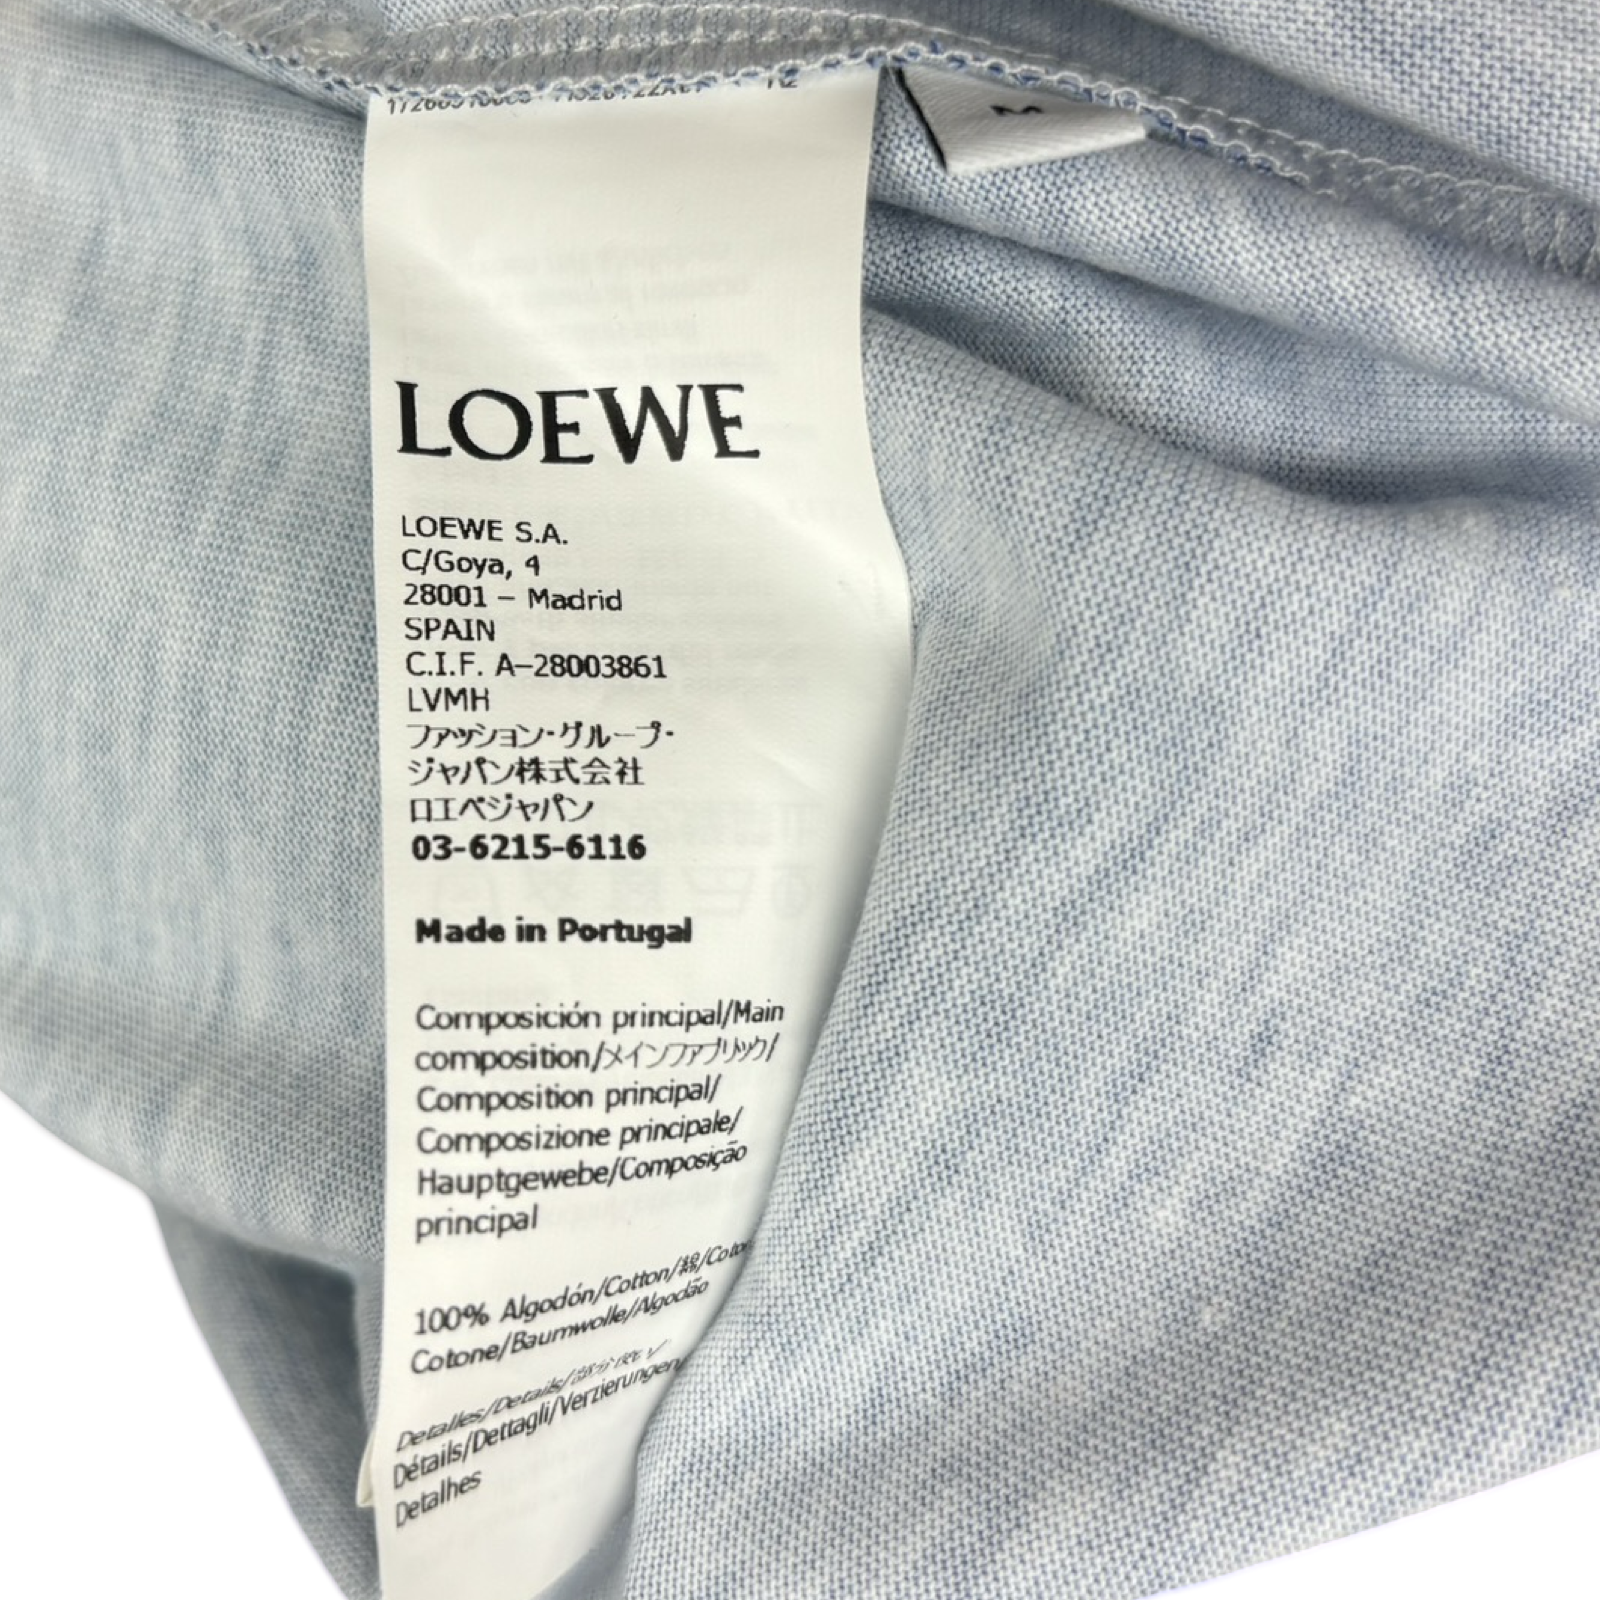 M
LOEWE
LOEWE S.A.
C/Goya, 4
28001 – Madrid
SPAIN
C.I.F. A–28003861
LVMH
ファッション・グループ・
ジャパン株式会社
ロエベジャパン
03-6215-6116
Made in Portugal
Composición principal/Main
composition/メインファブリック/
Composition principal/
Composizione principale/
Hauptgewebe/Composição
principal
100% Algodón/Cotton/綿/Coton
Cotone/Baumwolle/Algodão
Detalles/Details/部分使い/
Détails/Dettagli/Verzierungen/
Detalhes